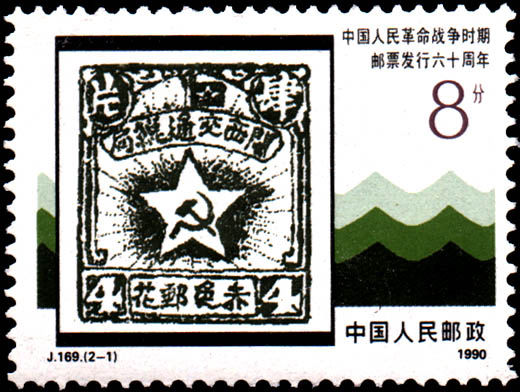 中国人民革命战争时期
邮票发行六十周年
8分
閩西交通總局
4 赤色郵花 4
中国人民邮政
J.169.(2-1) 1990